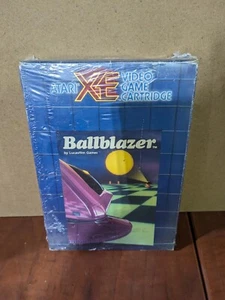 ATARI XE VIDEO
GAME
CARTRIDGE
Ballblazer
by Lucasfilm Games